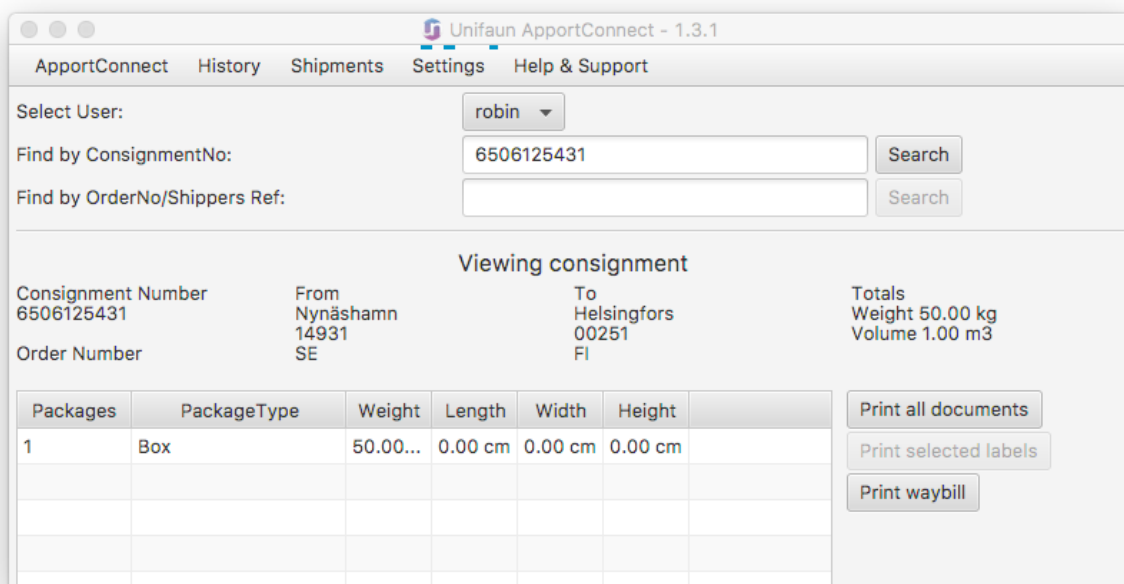 Unifaun ApportConnect - 1.3.1
ApportConnect History Shipments Settings Help & Support
Select User: robin
Find by ConsignmentNo: 6506125431 Search
Find by OrderNo/Shippers Ref: Search
Viewing consignment
Consignment Number From To Totals
6506125431 Nynäshamn Helsingfors Weight 50.00 kg
14931 00251 Volume 1.00 m3
Order Number SE FI
Packages PackageType Weight Length Width Height Print all documents
1 Box 50.00... 0.00 cm 0.00 cm 0.00 cm Print selected labels
Print waybill